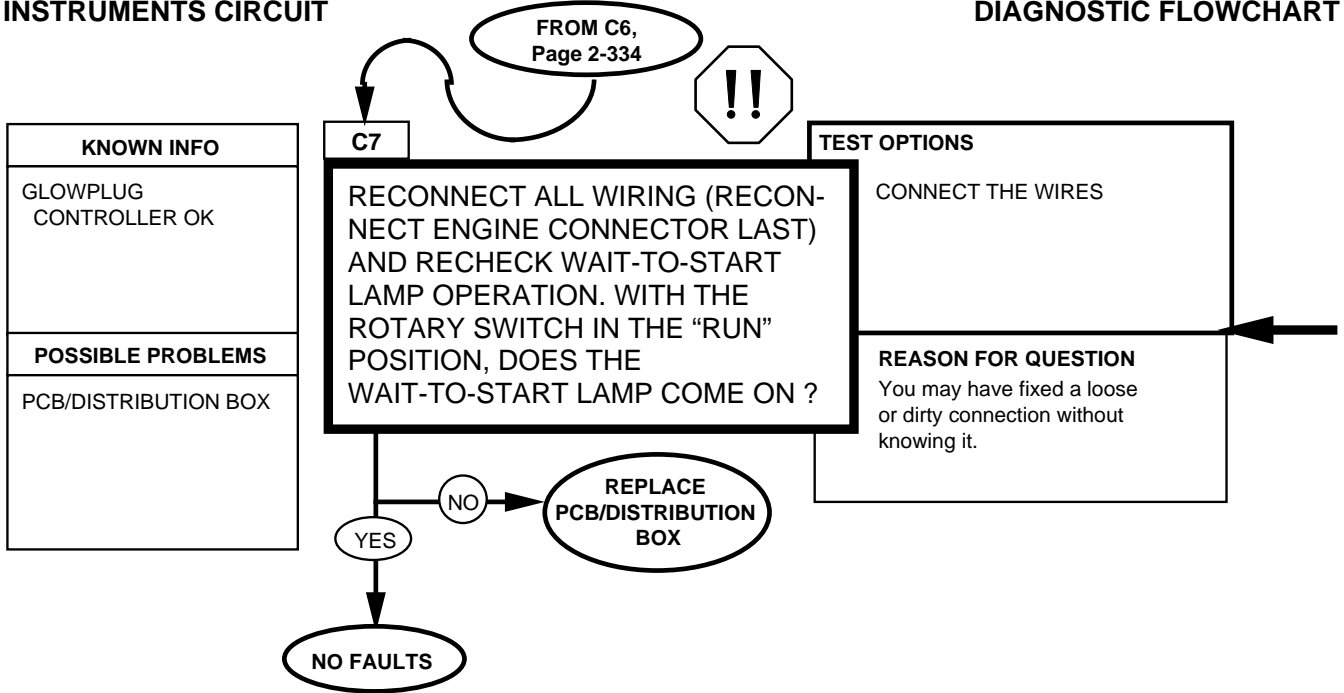 INSTRUMENTS CIRCUIT
DIAGNOSTIC FLOWCHART
FROM C6,
Page 2-334
!!
KNOWN INFO
GLOWPLUG
CONTROLLER OK
POSSIBLE PROBLEMS
PCB/DISTRIBUTION BOX
C7
RECONNECT ALL WIRING (RECON-
NECT ENGINE CONNECTOR LAST)
AND RECHECK WAIT-TO-START
LAMP OPERATION. WITH THE
ROTARY SWITCH IN THE “RUN”
POSITION, DOES THE
WAIT-TO-START LAMP COME ON ?
TEST OPTIONS
CONNECT THE WIRES
REASON FOR QUESTION
You may have fixed a loose
or dirty connection without
knowing it.
NO
REPLACE
PCB/DISTRIBUTION
BOX
YES
NO FAULTS